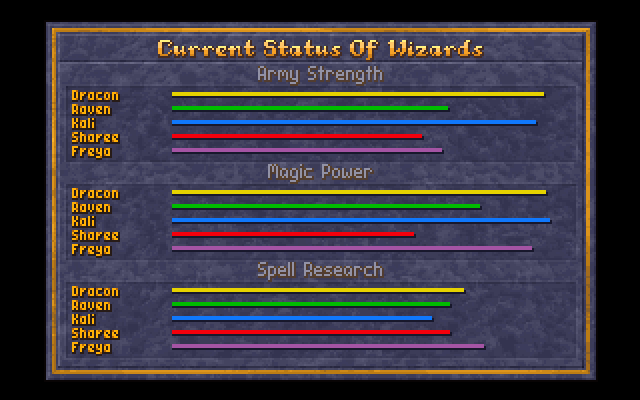 Current Status Of Wizards
Army Strength
Dracon
Raven
Kali
Sharee
Freya
Magic Power
Dracon
Raven
Kali
Sharee
Freya
Spell Research
Dracon
Raven
Kali
Sharee
Freya